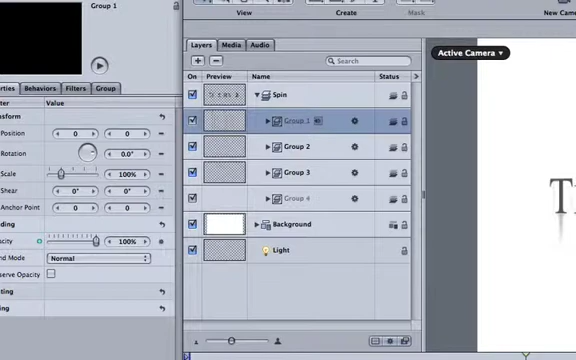 Group 1
View
Create
Mask
New Camer
Layers
Media
Audio
Active Camera
Search
On
Preview
Name
Status
Spin
Group 1
Group 2
Group 3
Group 4
Background
Light
rties
Behaviors
Filters
Group
ter
Value
nsform
Position
0
0
Rotation
0.0°
Scale
100%
Shear
0°
0°
Anchor Point
0
0
ding
acity
100%
nd Mode
Normal
serve Opacity
ting
ng